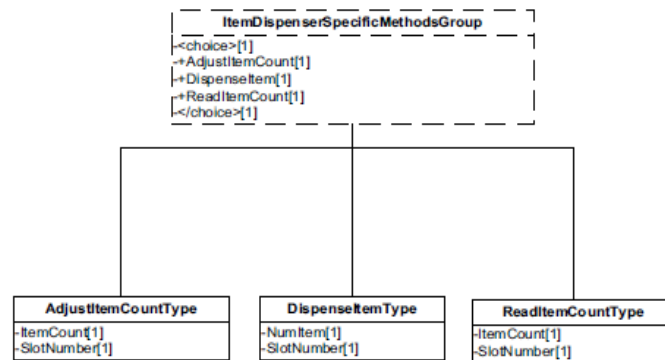 ItemDispenserSpecificMethodsGroup
-<choice>[1]
-+AdjustItemCount[1]
-+DispenseItem[1]
-+ReadItemCount[1]
-</choice>[1]
AdjustItemCountType
-ItemCount[1]
-SlotNumber[1]
DispenseItemType
-NumItem[1]
-SlotNumber[1]
ReadItemCountType
-ItemCount[1]
-SlotNumber[1]